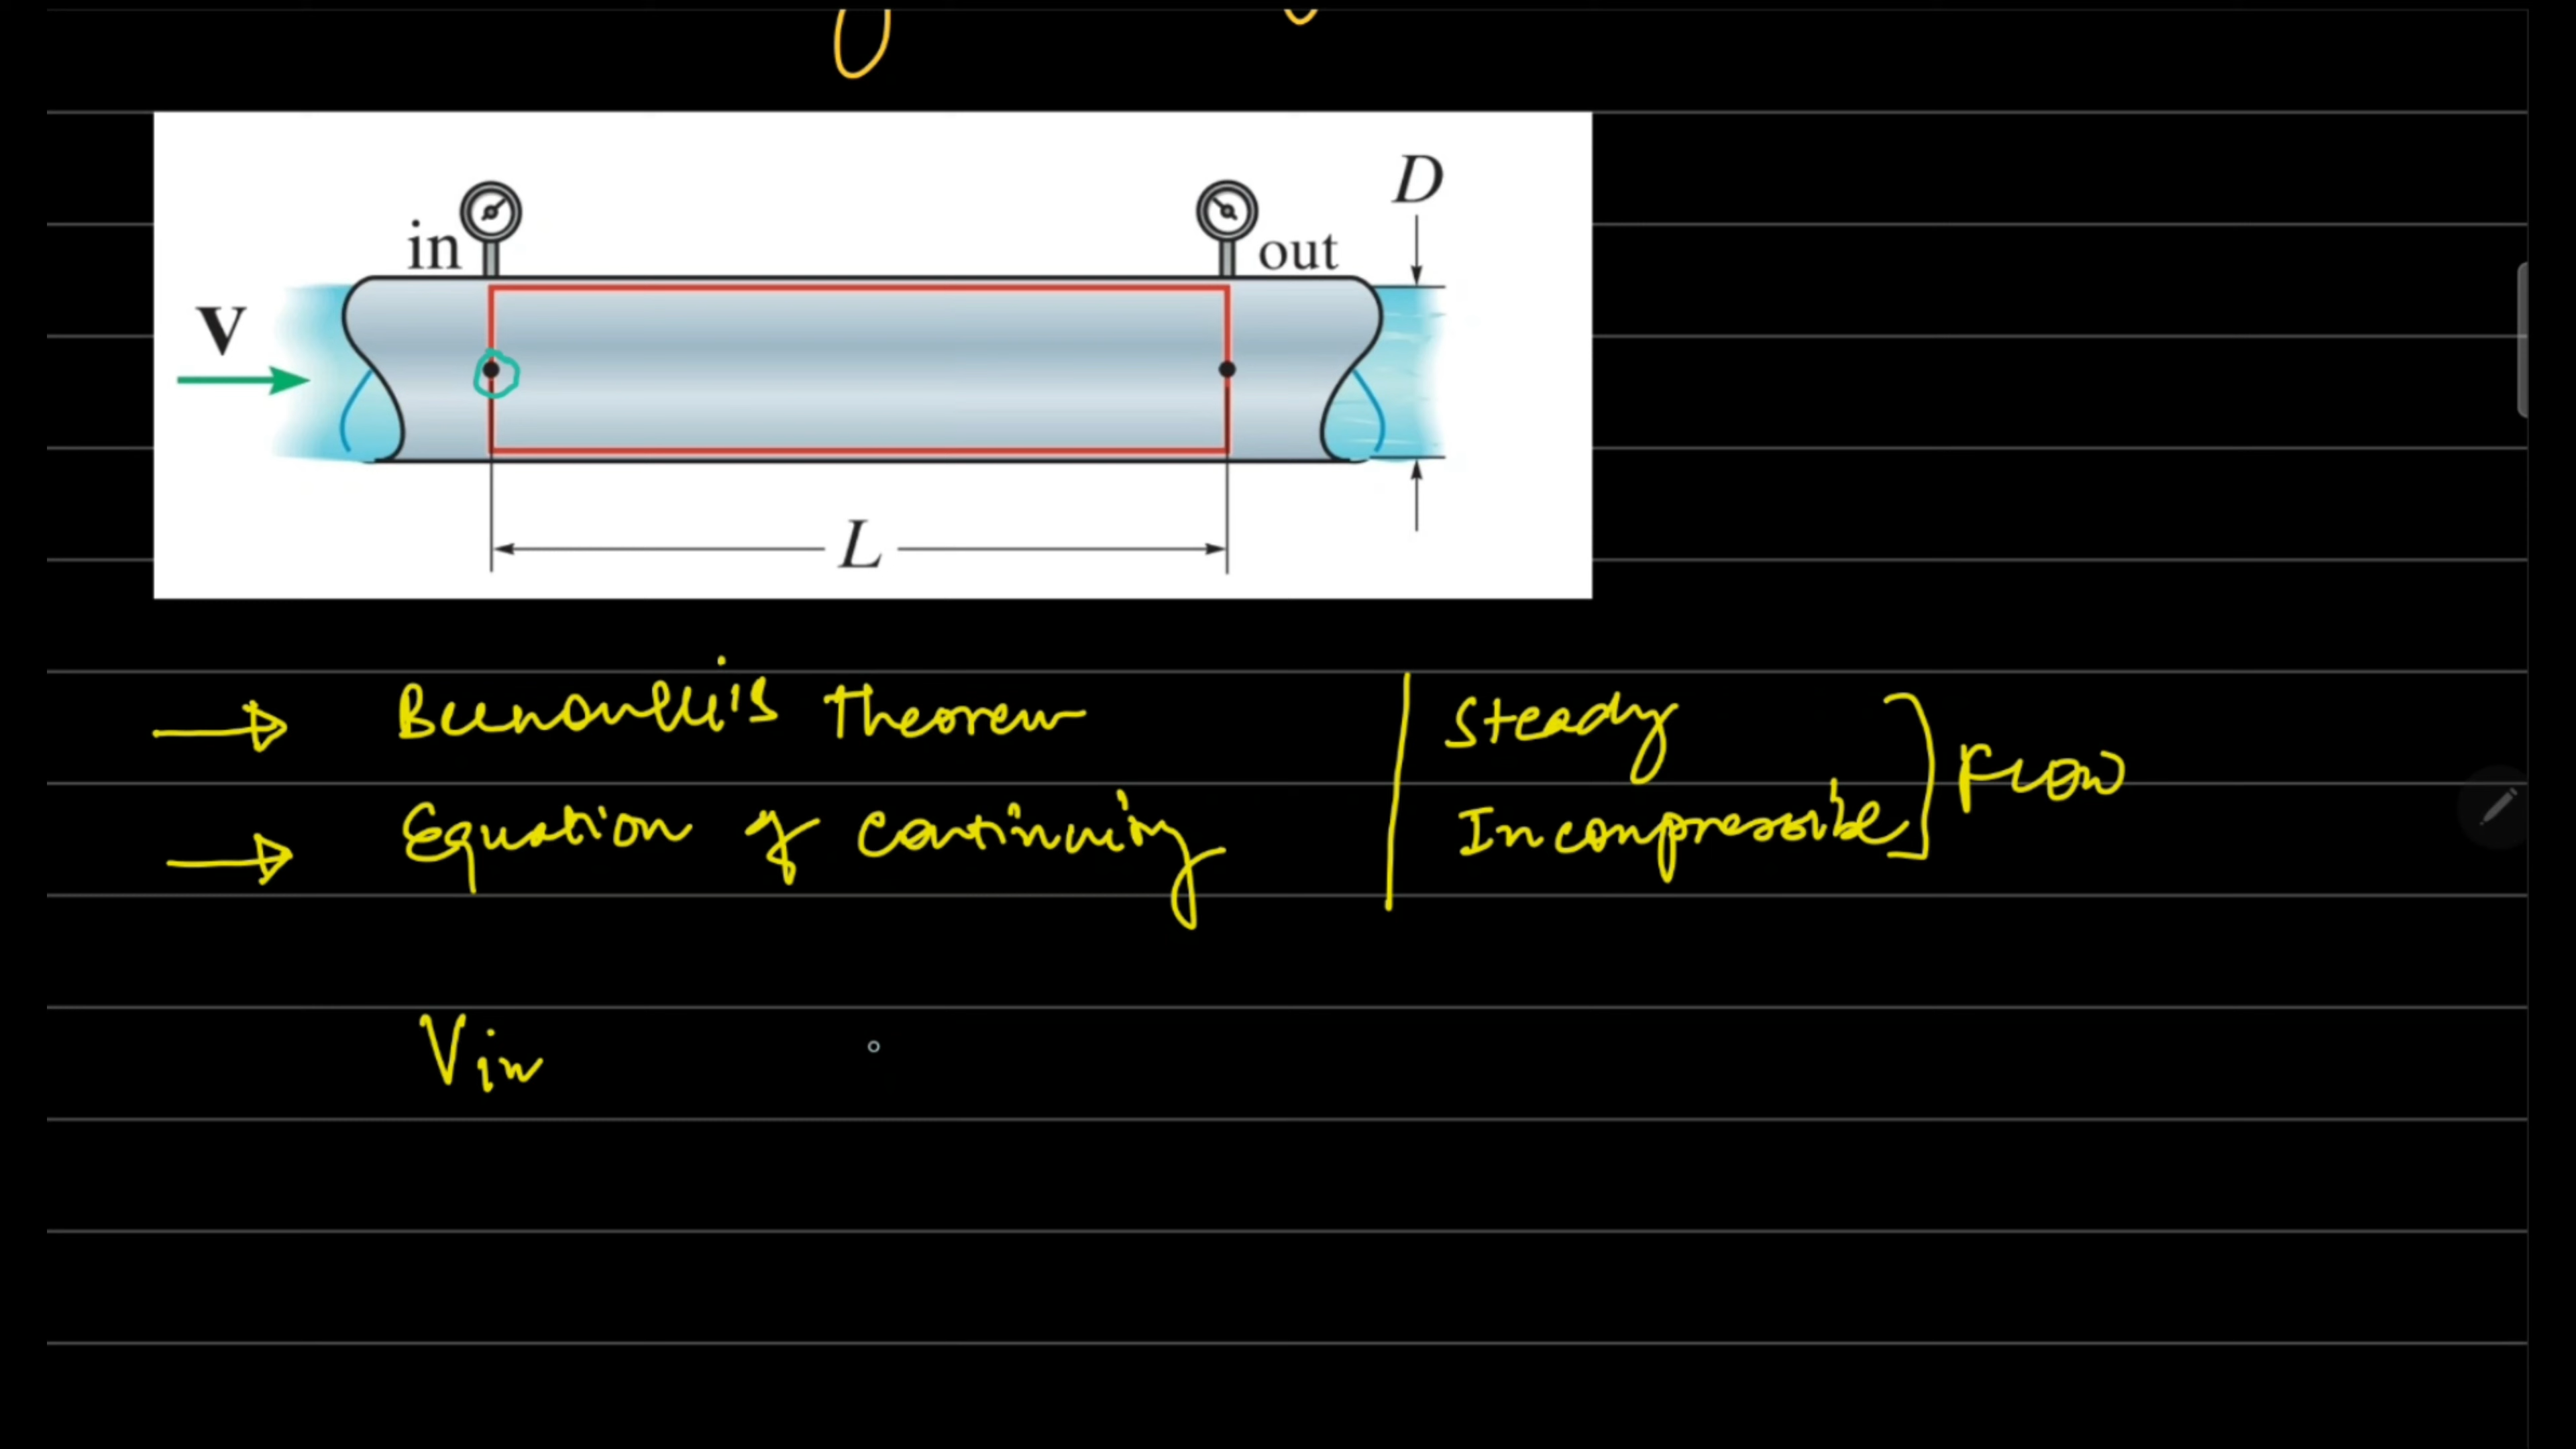 D
in
out
V
L
Bernoulli's theorem
Steady
Flow
Equation of continuity
Incompressible
Vin